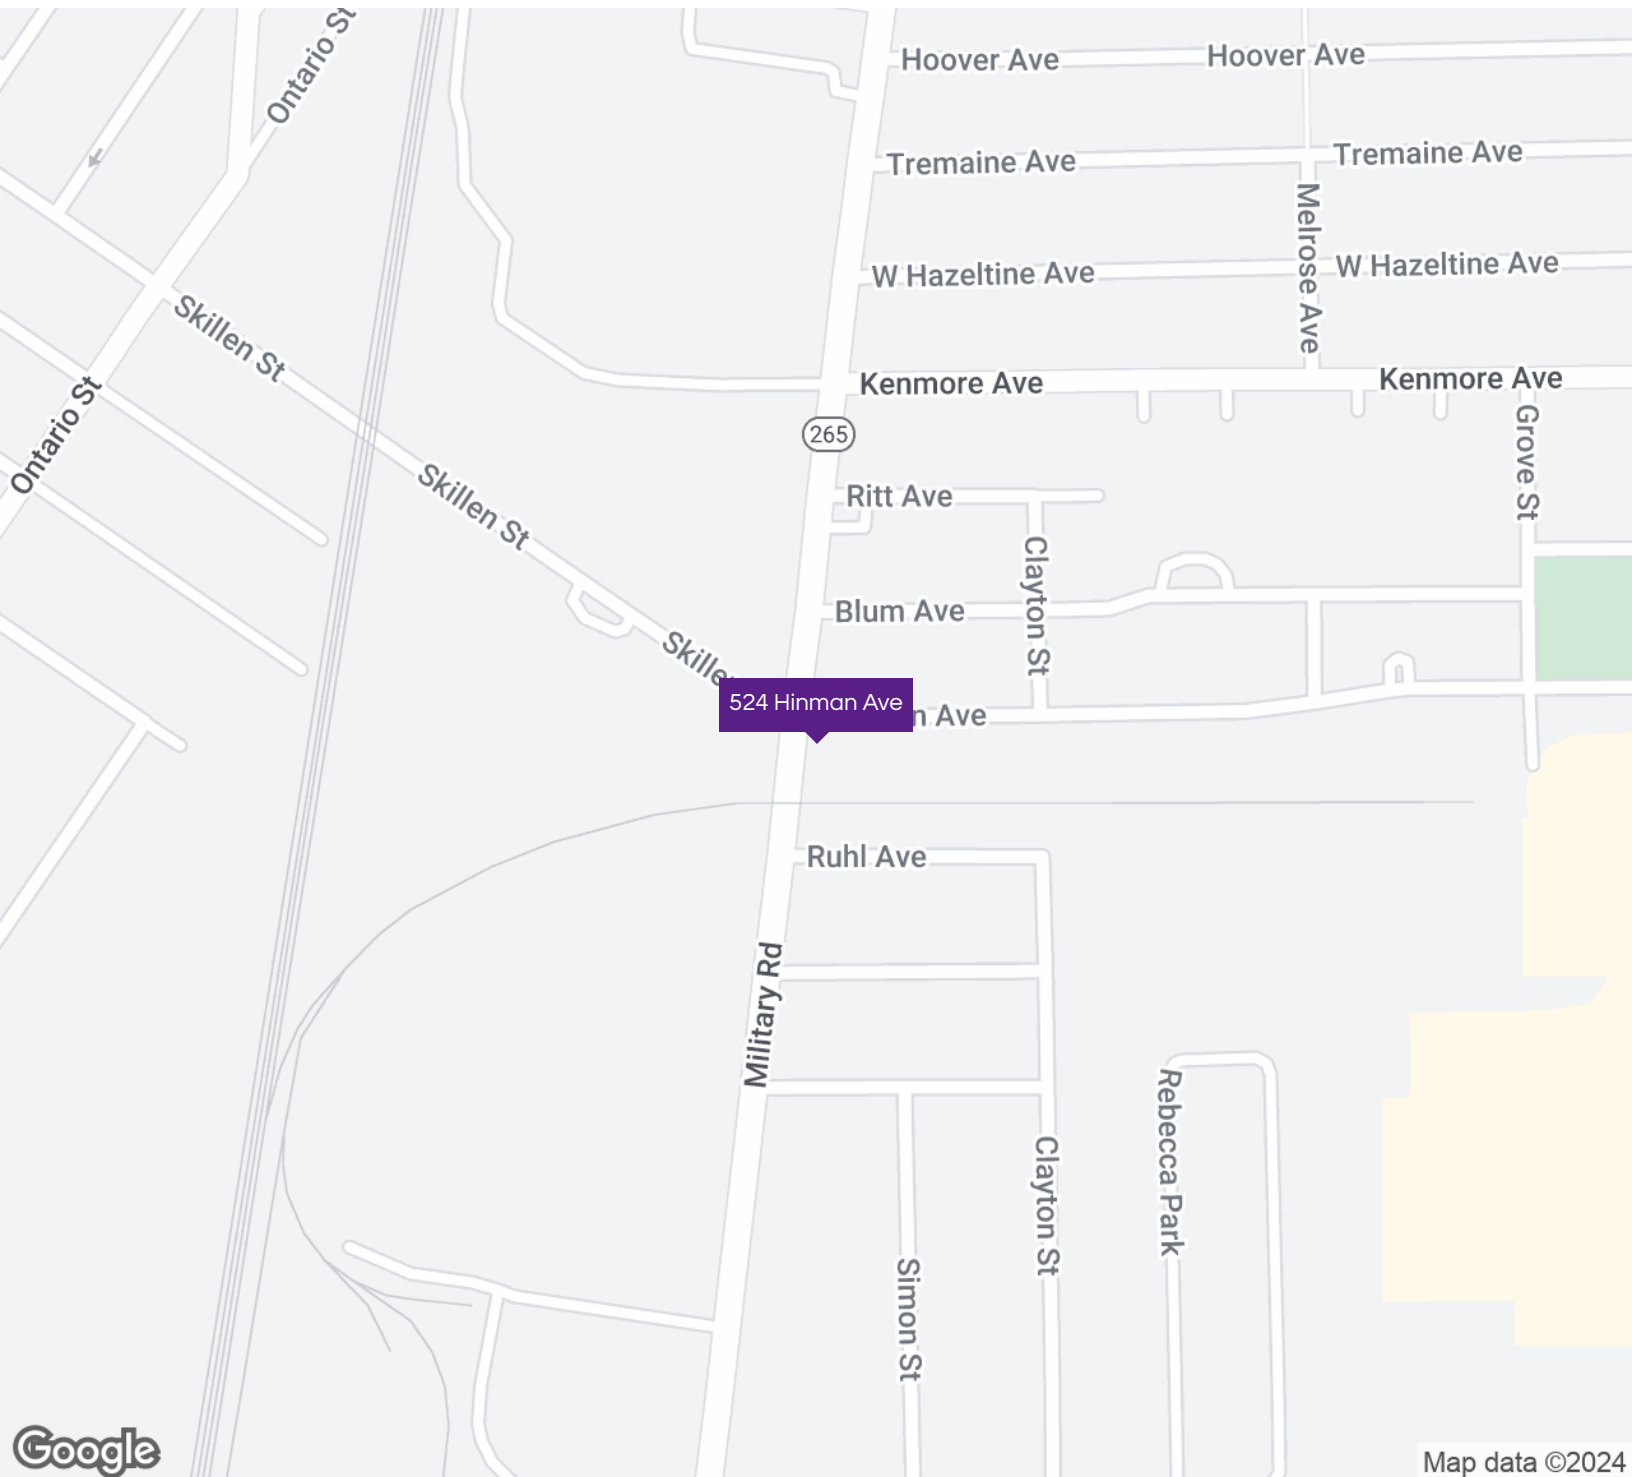 Ontario St
Hoover Ave
Hoover Ave
Tremaine Ave
Tremaine Ave
Melrose Ave
W Hazeltine Ave
W Hazeltine Ave
Skillen St
Ontario St
Kenmore Ave
Kenmore Ave
265
Grove St
Skillen St
Ritt Ave
Clayton St
Blum Ave
Skille
524 Hinman Ave
n Ave
Ruhl Ave
Military Rd
Rebecca Park
Clayton St
Simon St
Google
Map data ©2024